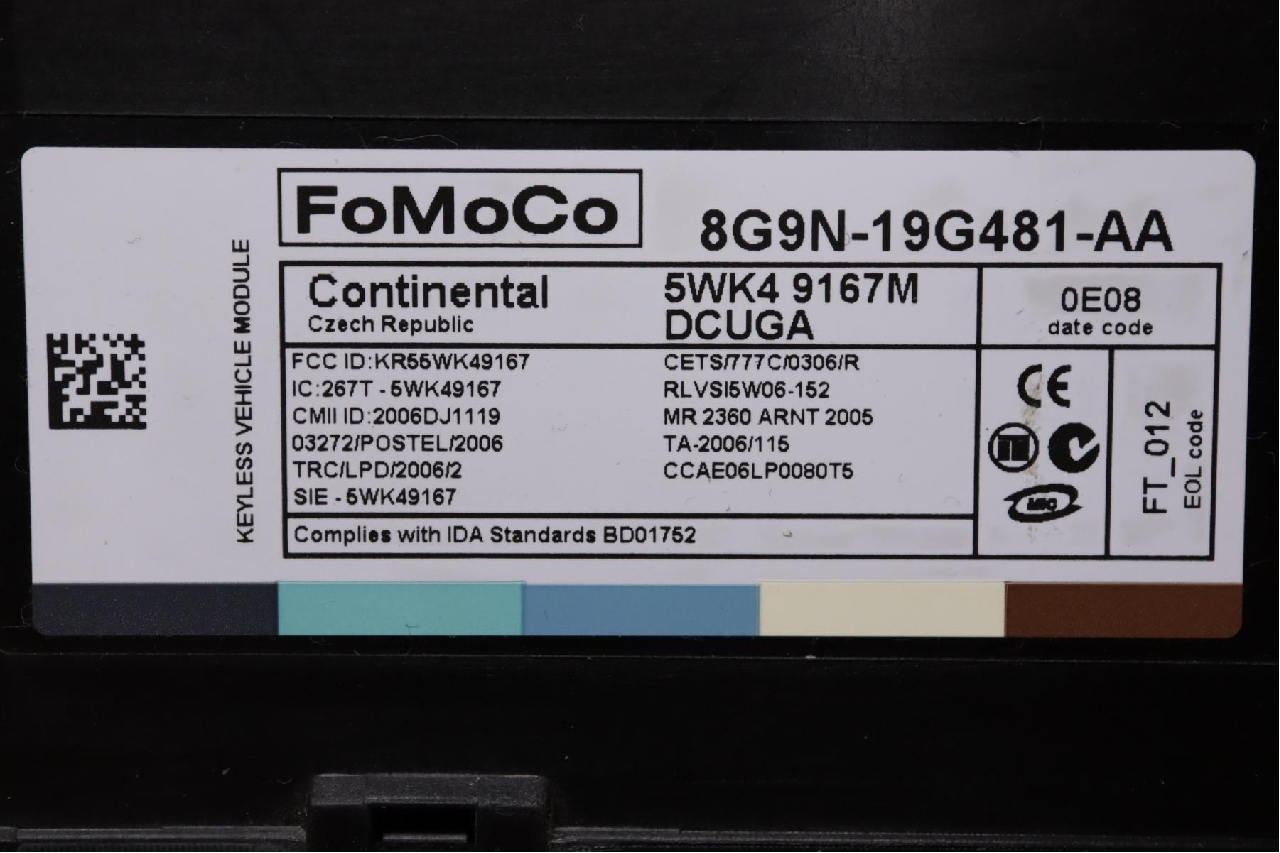 FoMoCo
8G9N-19G481-AA
KEYLESS VEHICLE MODULE
Continental
Czech Republic
5WK4 9167M
DCUGA
0E08
date code
FCC ID:KR55WK49167
IC:267T - 5WK49167
CMII ID:2006DJ1119
03272/POSTEL/2006
TRC/LPD/2006/2
SIE - 5WK49167
CETS/777C/0306/R
RLVSI5W06-152
MR 2360 ARNT 2005
TA-2006/115
CCAE06LP0080T5
Complies with IDA Standards BD01752
CE
MIC
FT_012
EOL code